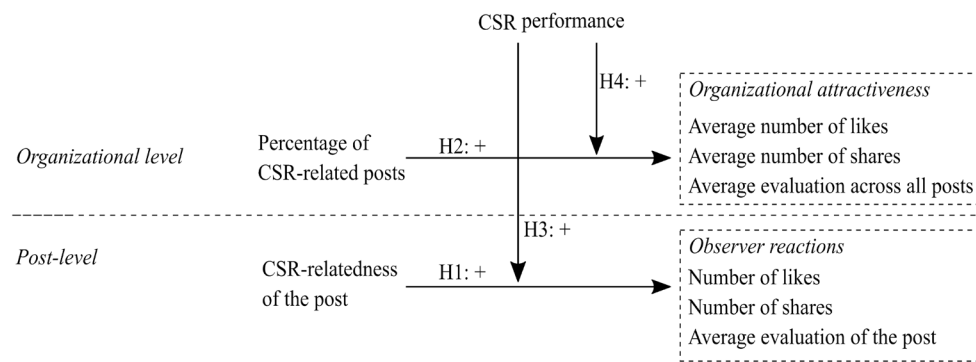 CSR performance
H4: +
Organizational attractiveness
Average number of likes
Average number of shares
Average evaluation across all posts
Organizational level
Percentage of
CSR-related posts
H2: +
H3: +
Post-level
CSR-relatedness
of the post
H1: +
Observer reactions
Number of likes
Number of shares
Average evaluation of the post